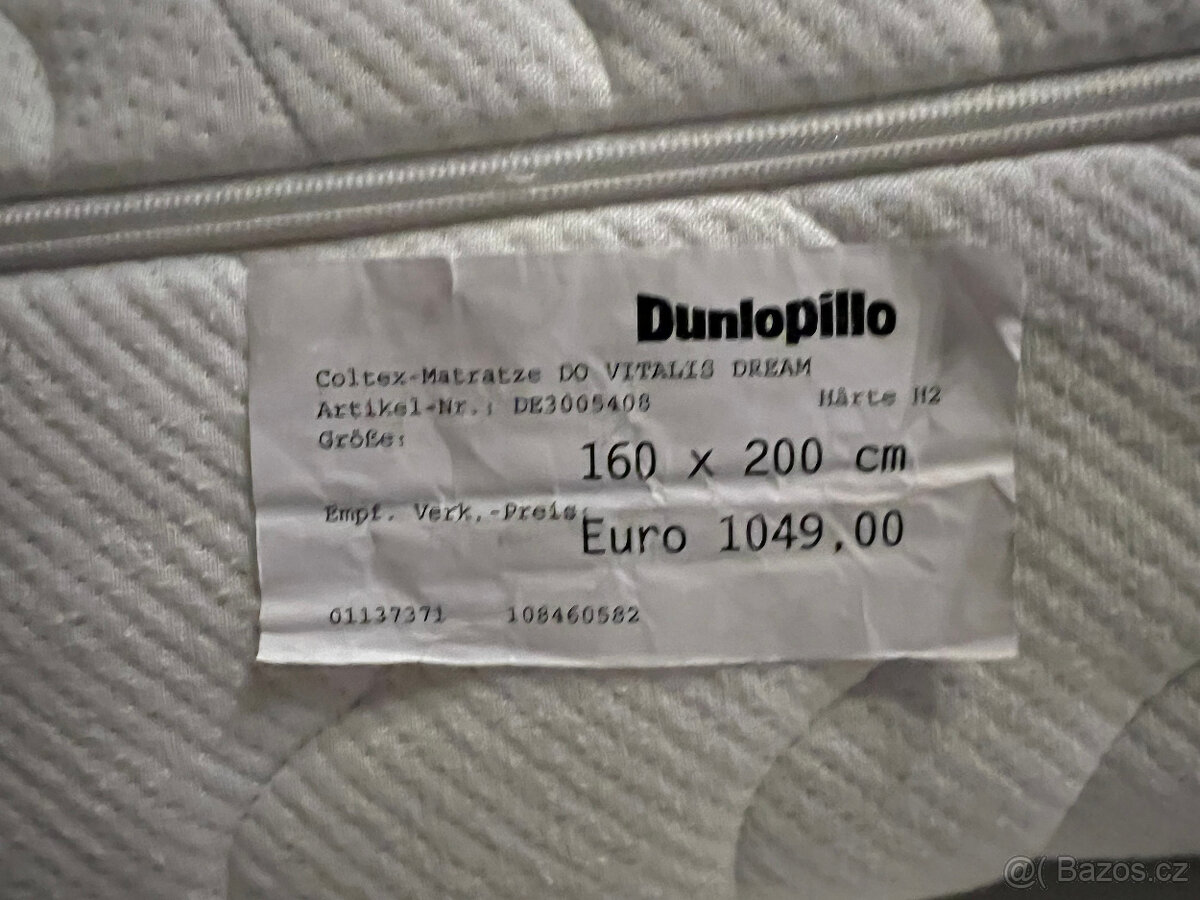 Dunlopillo
Coltex-Matratze DO VITALIS DREAM
Artikel-Nr.: DE3005408 Härte H2
Größe:
160 x 200 cm
Empf. Verk.-Preis:
Euro 1049,00
01137371 108460582
@( Bazos.cz